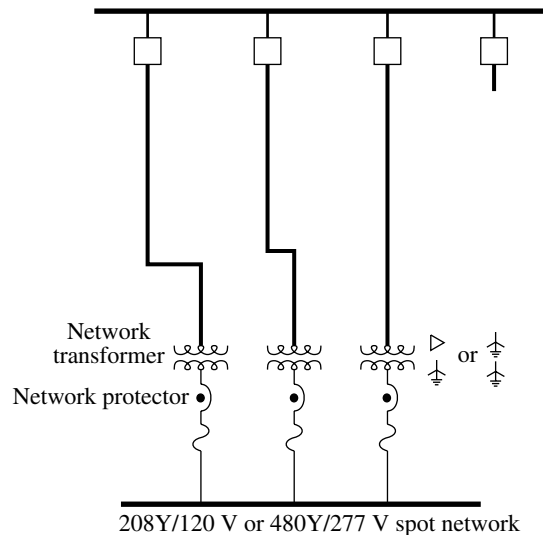 Network
transformer
or
Network protector
208Y/120 V or 480Y/277 V spot network